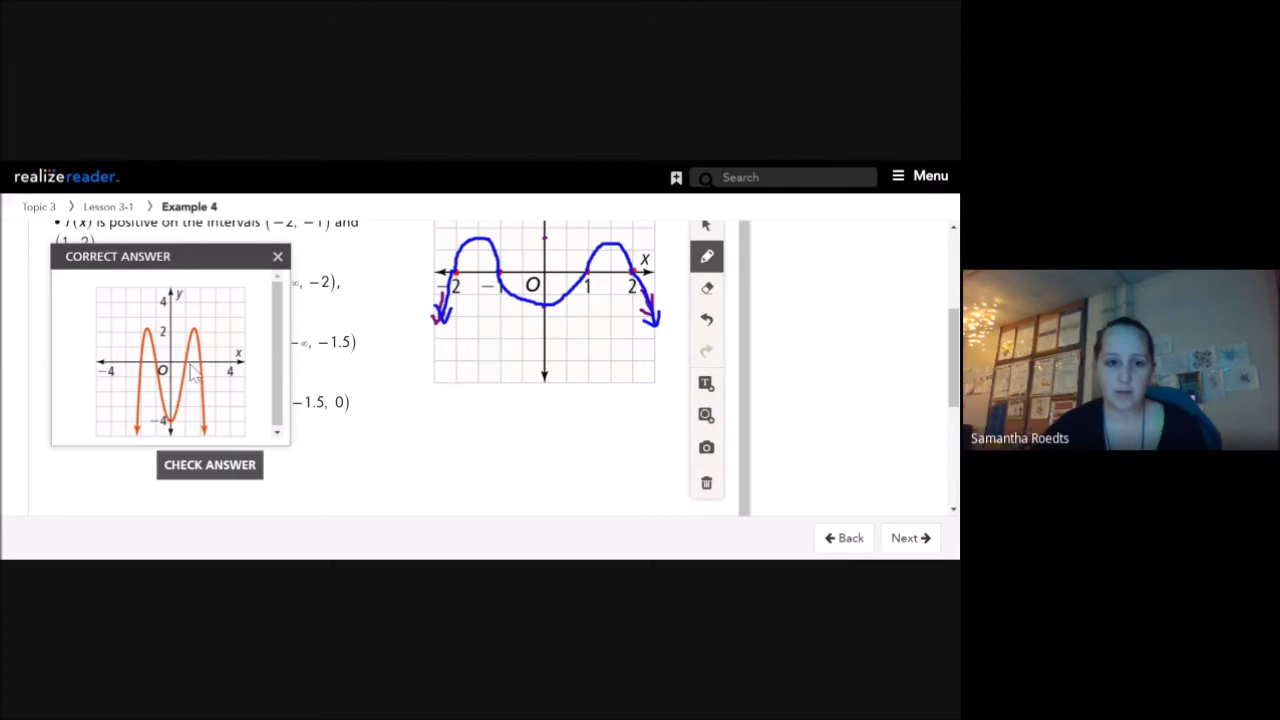 realizereader.
Search
Menu
Topic 3 Lesson 3-1 Example 4
• f(x) is positive on the intervals (−2, −1) and
(1, 2)
CORRECT ANSWER
∞, −2),
−∞, −1.5)
−1.5, 0)
4 y
2
x
−4 O 4
−4
x
−2 −1 O 1 2
CHECK ANSWER
Back Next
Samantha Roedts